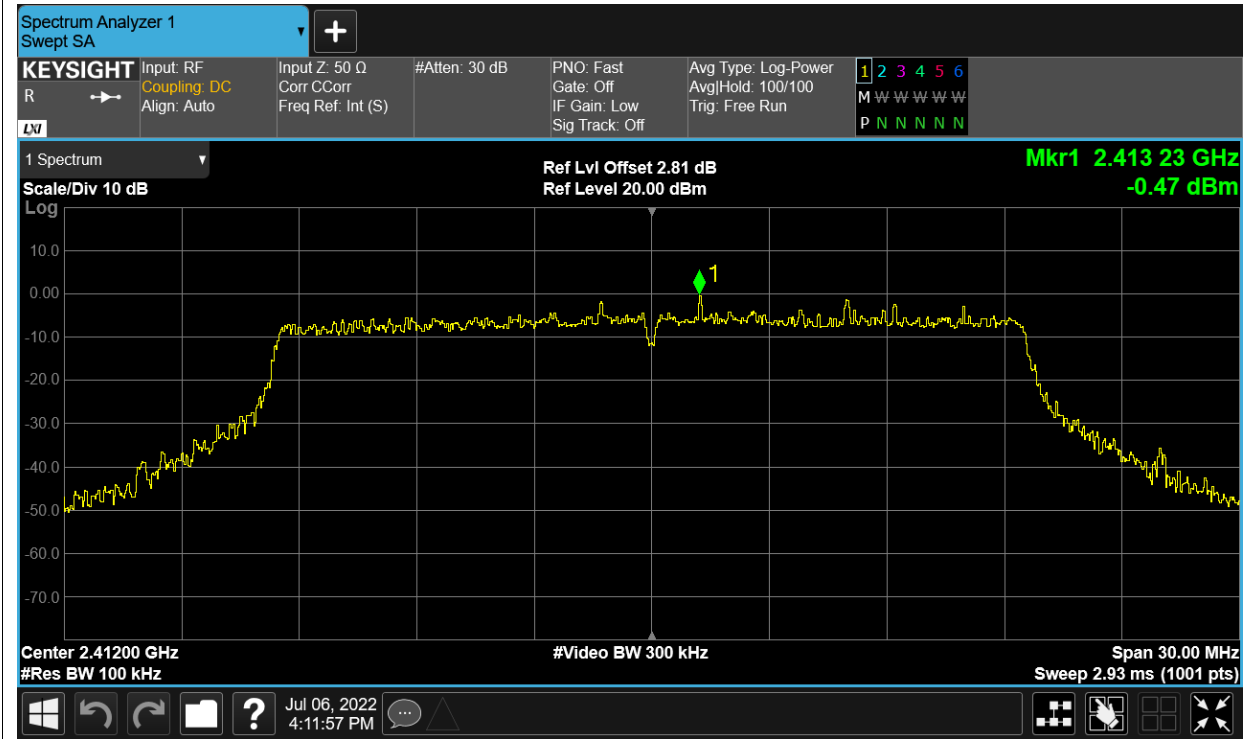 Spectrum Analyzer 1
Swept SA
KEYSIGHT
R
LXI
Input: RF
Coupling: DC
Align: Auto
Input Z: 50 Ω
Corr CCorr
Freq Ref: Int (S)
#Atten: 30 dB
PNO: Fast
Gate: Off
IF Gain: Low
Sig Track: Off
Avg Type: Log-Power
Avg|Hold: 100/100
Trig: Free Run
1 2 3 4 5 6
M W W W W W
P N N N N N
1 Spectrum
Scale/Div 10 dB
Log
Ref Lvl Offset 2.81 dB
Ref Level 20.00 dBm
Mkr1 2.413 23 GHz
-0.47 dBm
10.0
0.00
-10.0
-20.0
-30.0
-40.0
-50.0
-60.0
-70.0
1
Center 2.41200 GHz
#Res BW 100 kHz
#Video BW 300 kHz
Span 30.00 MHz
Sweep 2.93 ms (1001 pts)
?
Jul 06, 2022
4:11:57 PM